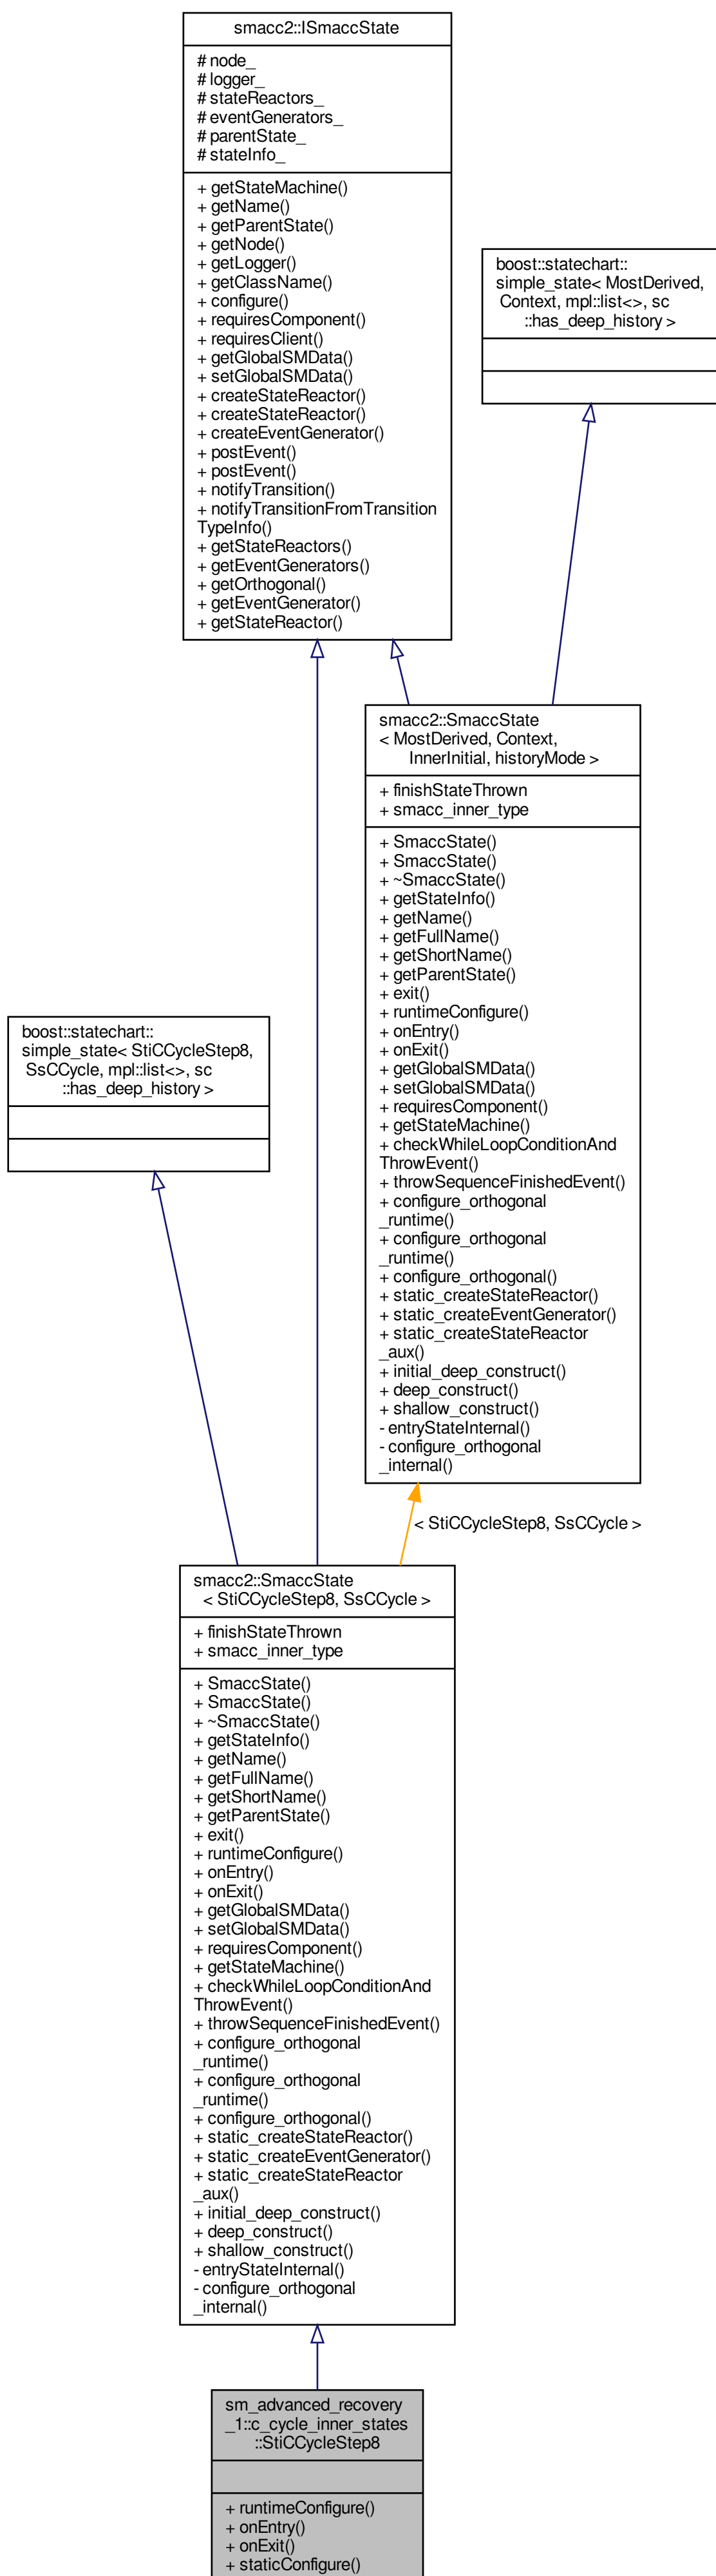 smacc2::ISmaccState
# node_
# logger_
# stateReactors_
# eventGenerators_
# parentState_
# stateInfo_
+ getStateMachine()
+ getName()
+ getParentState()
+ getNode()
+ getLogger()
+ getClassName()
+ configure()
+ requiresComponent()
+ requiresClient()
+ getGlobalSMData()
+ setGlobalSMData()
+ createStateReactor()
+ createStateReactor()
+ createEventGenerator()
+ postEvent()
+ postEvent()
+ notifyTransition()
+ notifyTransitionFromTransition
TypeInfo()
+ getStateReactors()
+ getEventGenerators()
+ getOrthogonal()
+ getEventGenerator()
+ getStateReactor()
boost::statechart::
simple_state< MostDerived,
Context, mpl::list<>, sc
::has_deep_history >
smacc2::SmaccState
< MostDerived, Context,
InnerInitial, historyMode >
+ finishStateThrown
+ smacc_inner_type
+ SmaccState()
+ SmaccState()
+ ~SmaccState()
+ getStateInfo()
+ getName()
+ getFullName()
+ getShortName()
+ getParentState()
+ exit()
+ runtimeConfigure()
+ onEntry()
+ onExit()
+ getGlobalSMData()
+ setGlobalSMData()
+ requiresComponent()
+ getStateMachine()
+ checkWhileLoopConditionAnd
ThrowEvent()
+ throwSequenceFinishedEvent()
+ configure_orthogonal
_runtime()
+ configure_orthogonal
_runtime()
+ configure_orthogonal()
+ static_createStateReactor()
+ static_createEventGenerator()
+ static_createStateReactor
_aux()
+ initial_deep_construct()
+ deep_construct()
+ shallow_construct()
- entryStateInternal()
- configure_orthogonal
_internal()
boost::statechart::
simple_state< StiCCycleStep8,
SsCCycle, mpl::list<>, sc
::has_deep_history >
< StiCCycleStep8, SsCCycle >
smacc2::SmaccState
< StiCCycleStep8, SsCCycle >
+ finishStateThrown
+ smacc_inner_type
+ SmaccState()
+ SmaccState()
+ ~SmaccState()
+ getStateInfo()
+ getName()
+ getFullName()
+ getShortName()
+ getParentState()
+ exit()
+ runtimeConfigure()
+ onEntry()
+ onExit()
+ getGlobalSMData()
+ setGlobalSMData()
+ requiresComponent()
+ getStateMachine()
+ checkWhileLoopConditionAnd
ThrowEvent()
+ throwSequenceFinishedEvent()
+ configure_orthogonal
_runtime()
+ configure_orthogonal
_runtime()
+ configure_orthogonal()
+ static_createStateReactor()
+ static_createEventGenerator()
+ static_createStateReactor
_aux()
+ initial_deep_construct()
+ deep_construct()
+ shallow_construct()
- entryStateInternal()
- configure_orthogonal
_internal()
sm_advanced_recovery
_1::c_cycle_inner_states
::StiCCycleStep8
+ runtimeConfigure()
+ onEntry()
+ onExit()
+ staticConfigure()